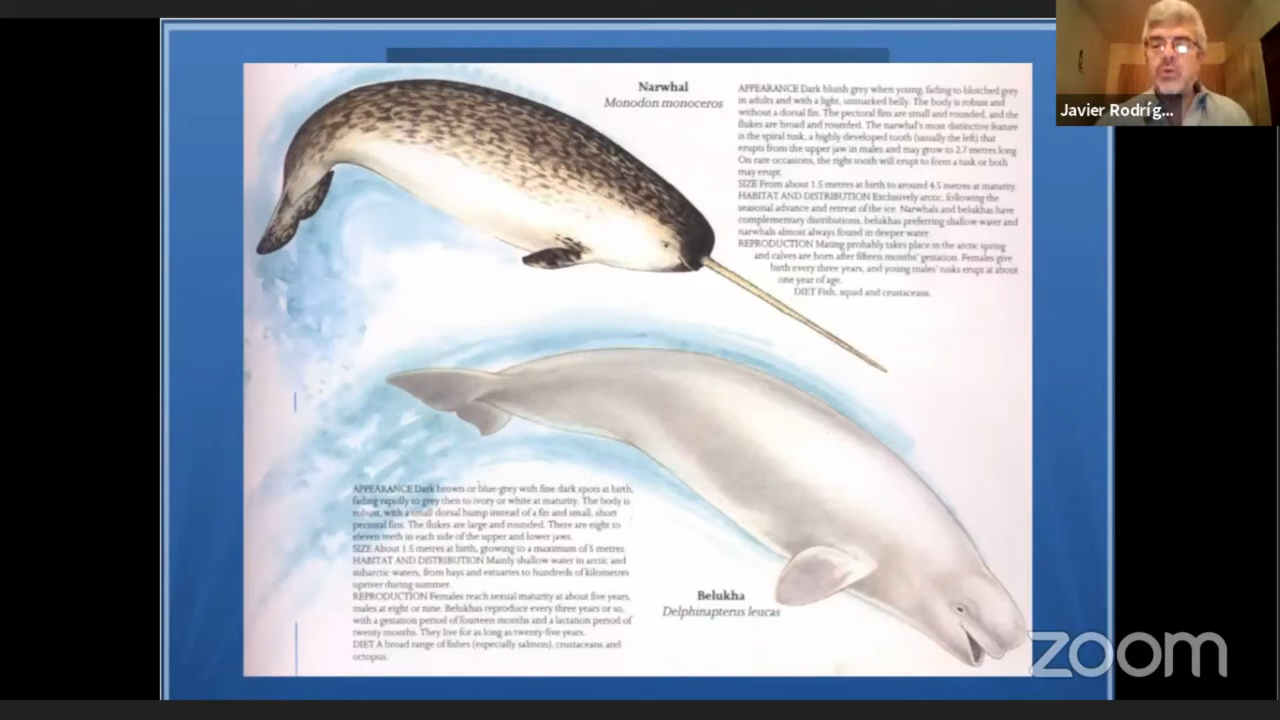 Narwhal
Monodon monoceros
APPEARANCE Dark bluish grey when young, fading to blotched grey
in adults and with a light, unmarked belly. The body is robust and
without a dorsal fin. The pectoral fins are small and rounded, and the
flukes are broad and rounded. The narwhal's most distinctive feature
is the spiral tusk, a highly developed tooth (usually the left) that
erupts from the upper jaw in males and may grow to 2.7 metres long.
On rare occasions, the right tooth will erupt to form a tusk or both
may erupt.
SIZE From about 1.5 metres at birth to around 4.5 metres at maturity.
HABITAT AND DISTRIBUTION Exclusively arctic, following the
seasonal advance and retreat of the ice. Narwhals and belukhas have
complementary distributions, belukhas preferring shallow water and
narwhals almost always found in deeper water.
REPRODUCTION Mating probably takes place in the arctic spring
and calves are born after fifteen months' gestation. Females give
birth every three years, and young males' tusks erupt at about
one year of age.
DIET Fish, squid and crustaceans.
APPEARANCE Dark brown or blue-grey with fine dark spots at birth,
fading rapidly to grey then to ivory or white at maturity. The body is
robust, with a small dorsal hump instead of a fin and small, short
pectoral fins. The flukes are large and rounded. There are eight to
eleven teeth in each side of the upper and lower jaws.
SIZE About 1.5 metres at birth, growing to a maximum of 5 metres.
HABITAT AND DISTRIBUTION Mainly shallow water in arctic and
subarctic waters, from bays and estuaries to hundreds of kilometres
upriver during summer.
REPRODUCTION Females reach sexual maturity at about five years,
males at eight or nine. Belukhas reproduce every three years or so,
with a gestation period of fourteen months and a lactation period of
twenty months. They live for as long as twenty-five years.
DIET A broad range of fishes (especially salmon), crustaceans and
octopus.
Belukha
Delphinapterus leucas
Javier Rodríg...
zoom